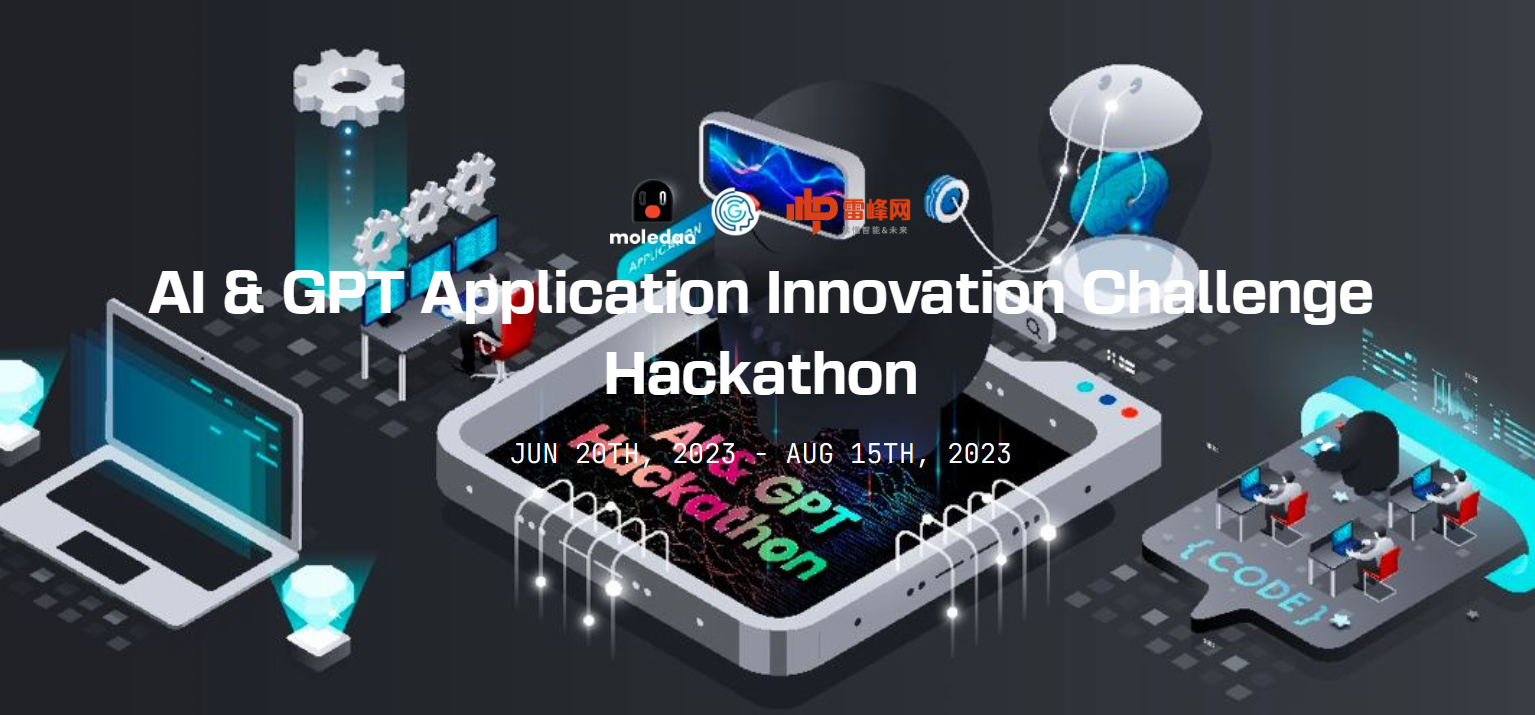 moledao
雷峰网
APPLICATION
AI & GPT Application Innovation Challenge
Hackathon
JUN 20TH, 2023 - AUG 15TH, 2023
AI & GPT
Hackathon
{CODE}